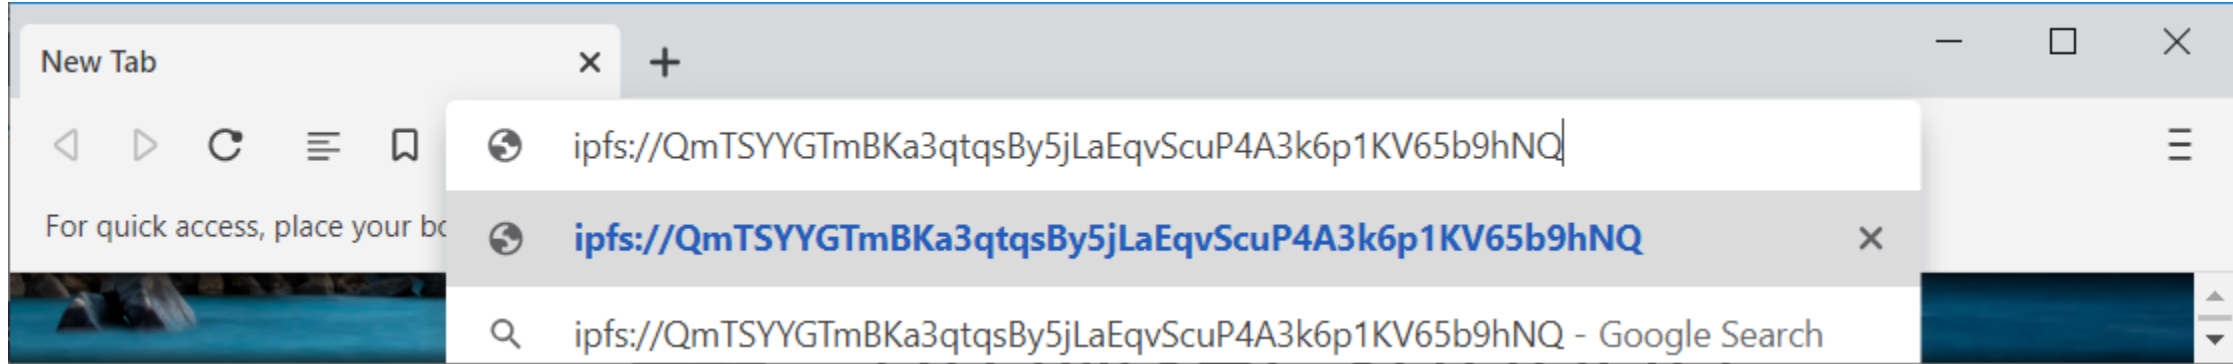 New Tab
ipfs://QmTSYYGTmBKa3qtqsBy5jLaEqvScuP4A3k6p1KV65b9hNQ
For quick access, place your bo
ipfs://QmTSYYGTmBKa3qtqsBy5jLaEqvScuP4A3k6p1KV65b9hNQ
ipfs://QmTSYYGTmBKa3qtqsBy5jLaEqvScuP4A3k6p1KV65b9hNQ - Google Search